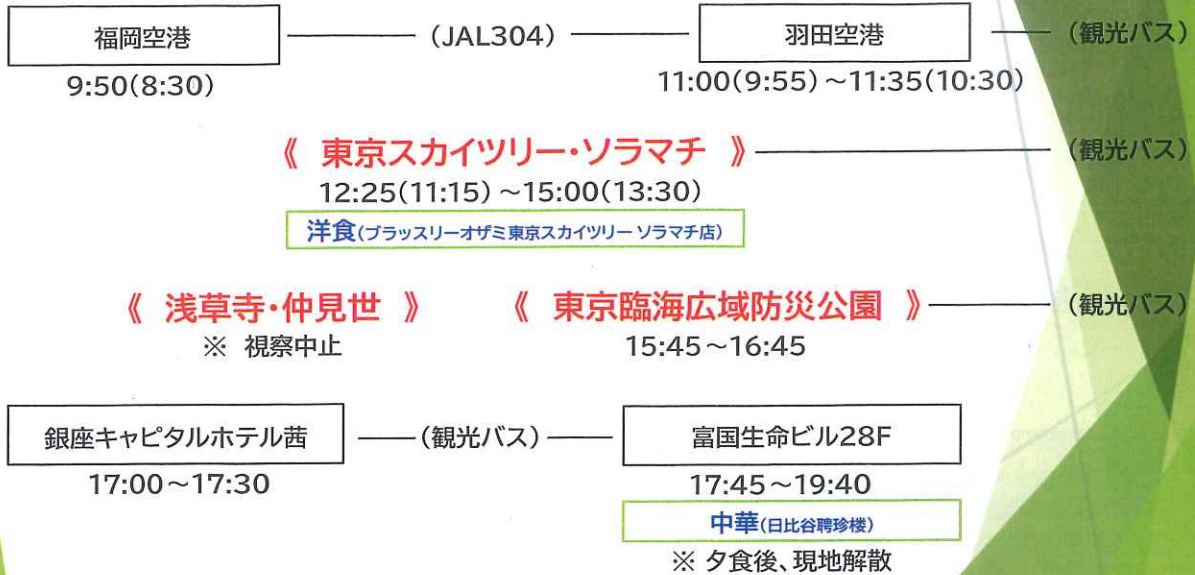 福岡空港 (JAL304) 羽田空港 (観光バス)
9:50(8:30) 11:00(9:55)~11:35(10:30)
《 東京スカイツリー・ソラマチ 》 (観光バス)
12:25(11:15)~15:00(13:30)
洋食(ブラッスリーオザミ東京スカイツリー ソラマチ店)
《 浅草寺・仲見世 》 《 東京臨海広域防災公園 》 (観光バス)
※ 視察中止 15:45~16:45
銀座キャピタルホテル茜 (観光バス) 富国生命ビル28F
17:00~17:30 17:45~19:40
中華(日比谷聘珍楼)
※ 夕食後、現地解散